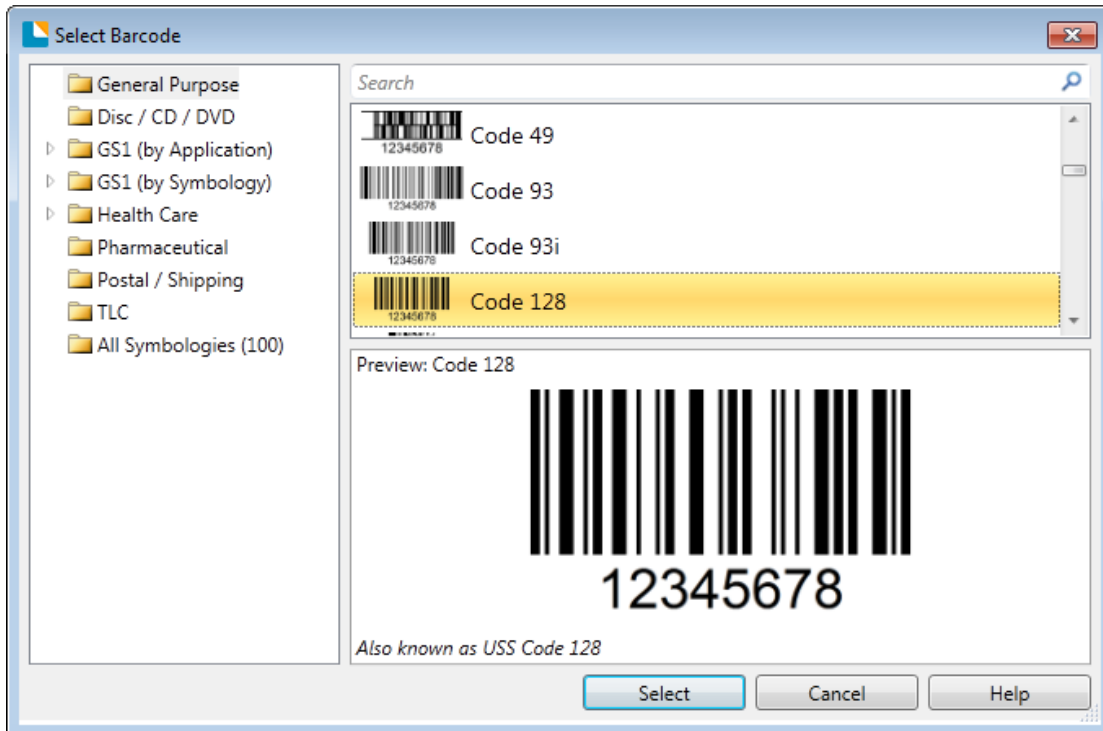 Select Barcode
General Purpose
Disc / CD / DVD
GS1 (by Application)
GS1 (by Symbology)
Health Care
Pharmaceutical
Postal / Shipping
TLC
All Symbologies (100)
Search
12345678
Code 49
12345678
Code 93
12345678
Code 93i
12345678
Code 128
Preview: Code 128
12345678
Also known as USS Code 128
Select
Cancel
Help